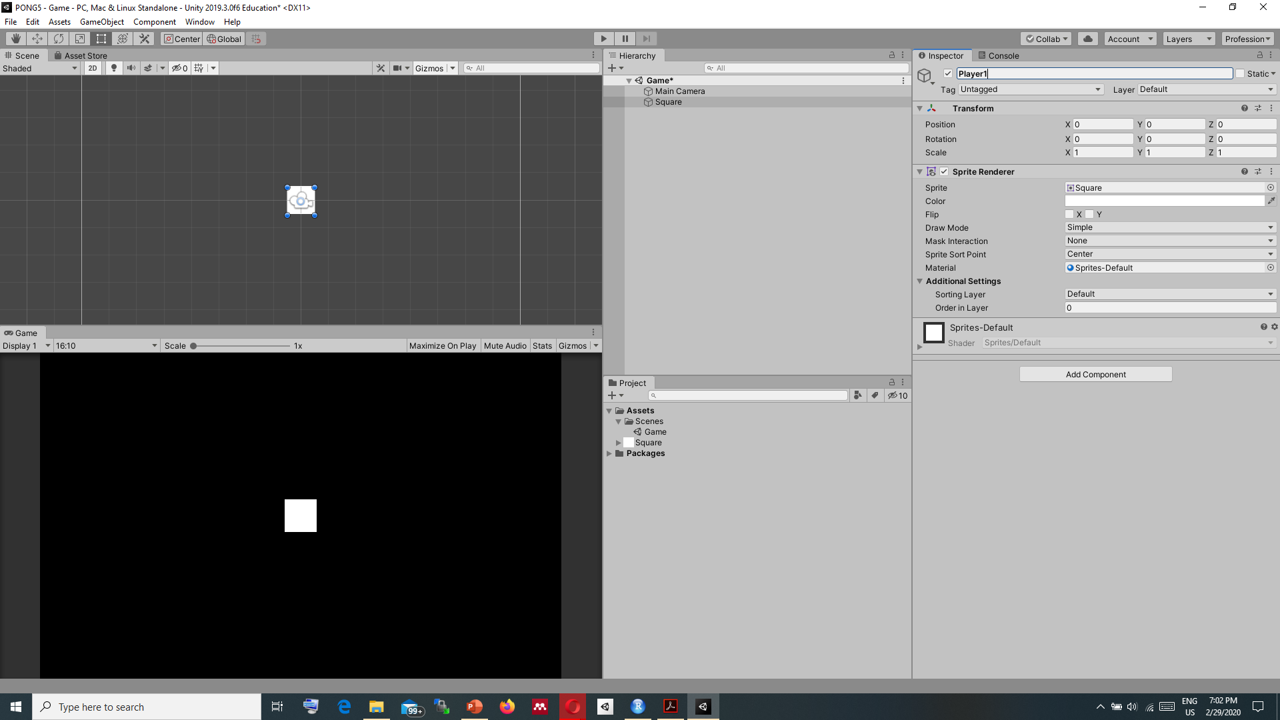 PONG5 - Game - PC, Mac & Linux Standalone - Unity 2019.3.0f6 Education* <DX11>
File Edit Assets GameObject Component Window Help
Center Global Collab Account Layers Profession
Scene Asset Store
Shaded 2D 0 Gizmos All
Game
Display 1 16:10 Scale 1x Maximize On Play Mute Audio Stats Gizmos
Hierarchy
All
Game*
Main Camera
Square
Project
10
Assets
Scenes
Game
Square
Packages
Inspector Console
Player1 Static
Tag Untagged Layer Default
Transform
Position X 0 Y 0 Z 0
Rotation X 0 Y 0 Z 0
Scale X 1 Y 1 Z 1
Sprite Renderer
Sprite Square
Color
Flip X Y
Draw Mode Simple
Mask Interaction None
Sprite Sort Point Center
Material Sprites-Default
Additional Settings
Sorting Layer Default
Order in Layer 0
Sprites-Default
Shader Sprites/Default
Add Component
Type here to search
99+
ENG
US
7:02 PM
2/29/2020